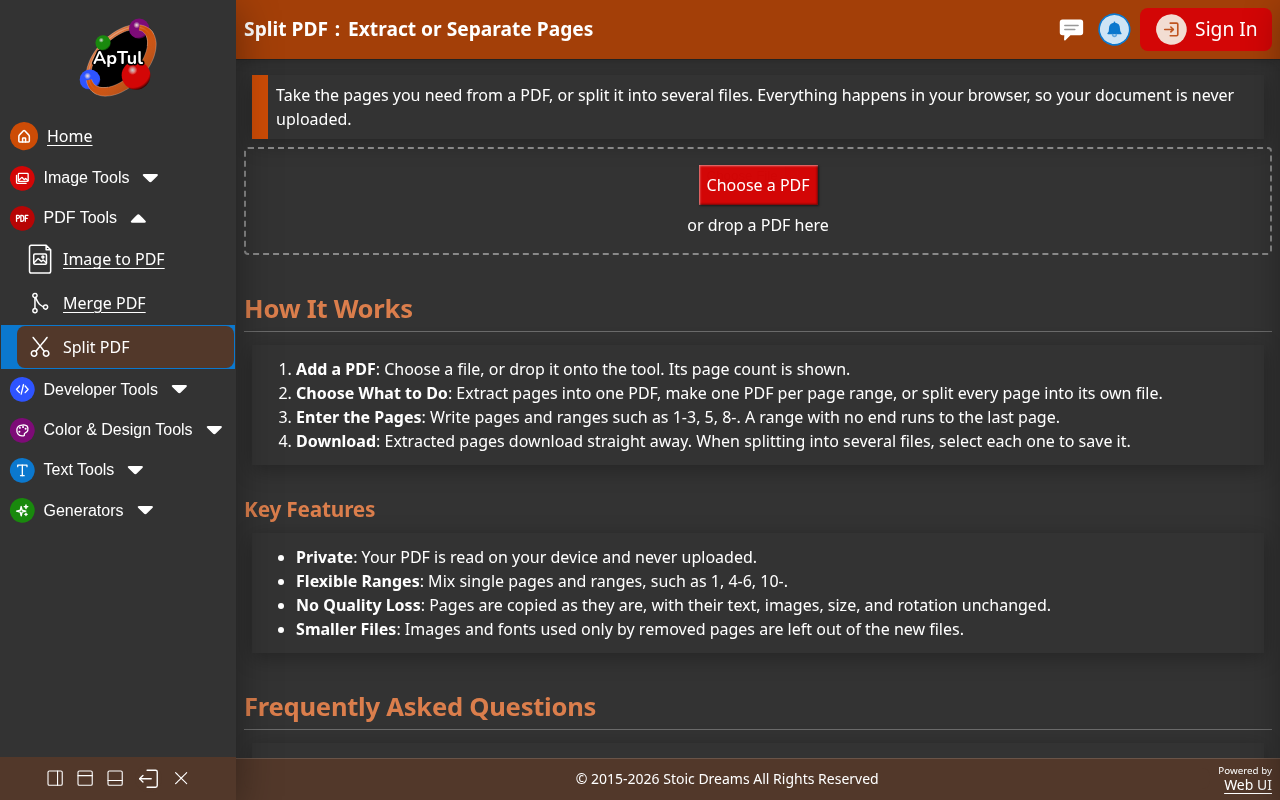 ApTul
Home
Image Tools
PDF
PDF Tools
Image to PDF
Merge PDF
Split PDF
Developer Tools
Color & Design Tools
Text Tools
Generators
Split PDF : Extract or Separate Pages
Sign In
Take the pages you need from a PDF, or split it into several files. Everything happens in your browser, so your document is never
uploaded.
Choose a PDF
or drop a PDF here
How It Works
1. Add a PDF: Choose a file, or drop it onto the tool. Its page count is shown.
2. Choose What to Do: Extract pages into one PDF, make one PDF per page range, or split every page into its own file.
3. Enter the Pages: Write pages and ranges such as 1-3, 5, 8-. A range with no end runs to the last page.
4. Download: Extracted pages download straight away. When splitting into several files, select each one to save it.
Key Features
• Private: Your PDF is read on your device and never uploaded.
• Flexible Ranges: Mix single pages and ranges, such as 1, 4-6, 10-.
• No Quality Loss: Pages are copied as they are, with their text, images, size, and rotation unchanged.
• Smaller Files: Images and fonts used only by removed pages are left out of the new files.
Frequently Asked Questions
© 2015-2026 Stoic Dreams All Rights Reserved
Powered by
Web UI